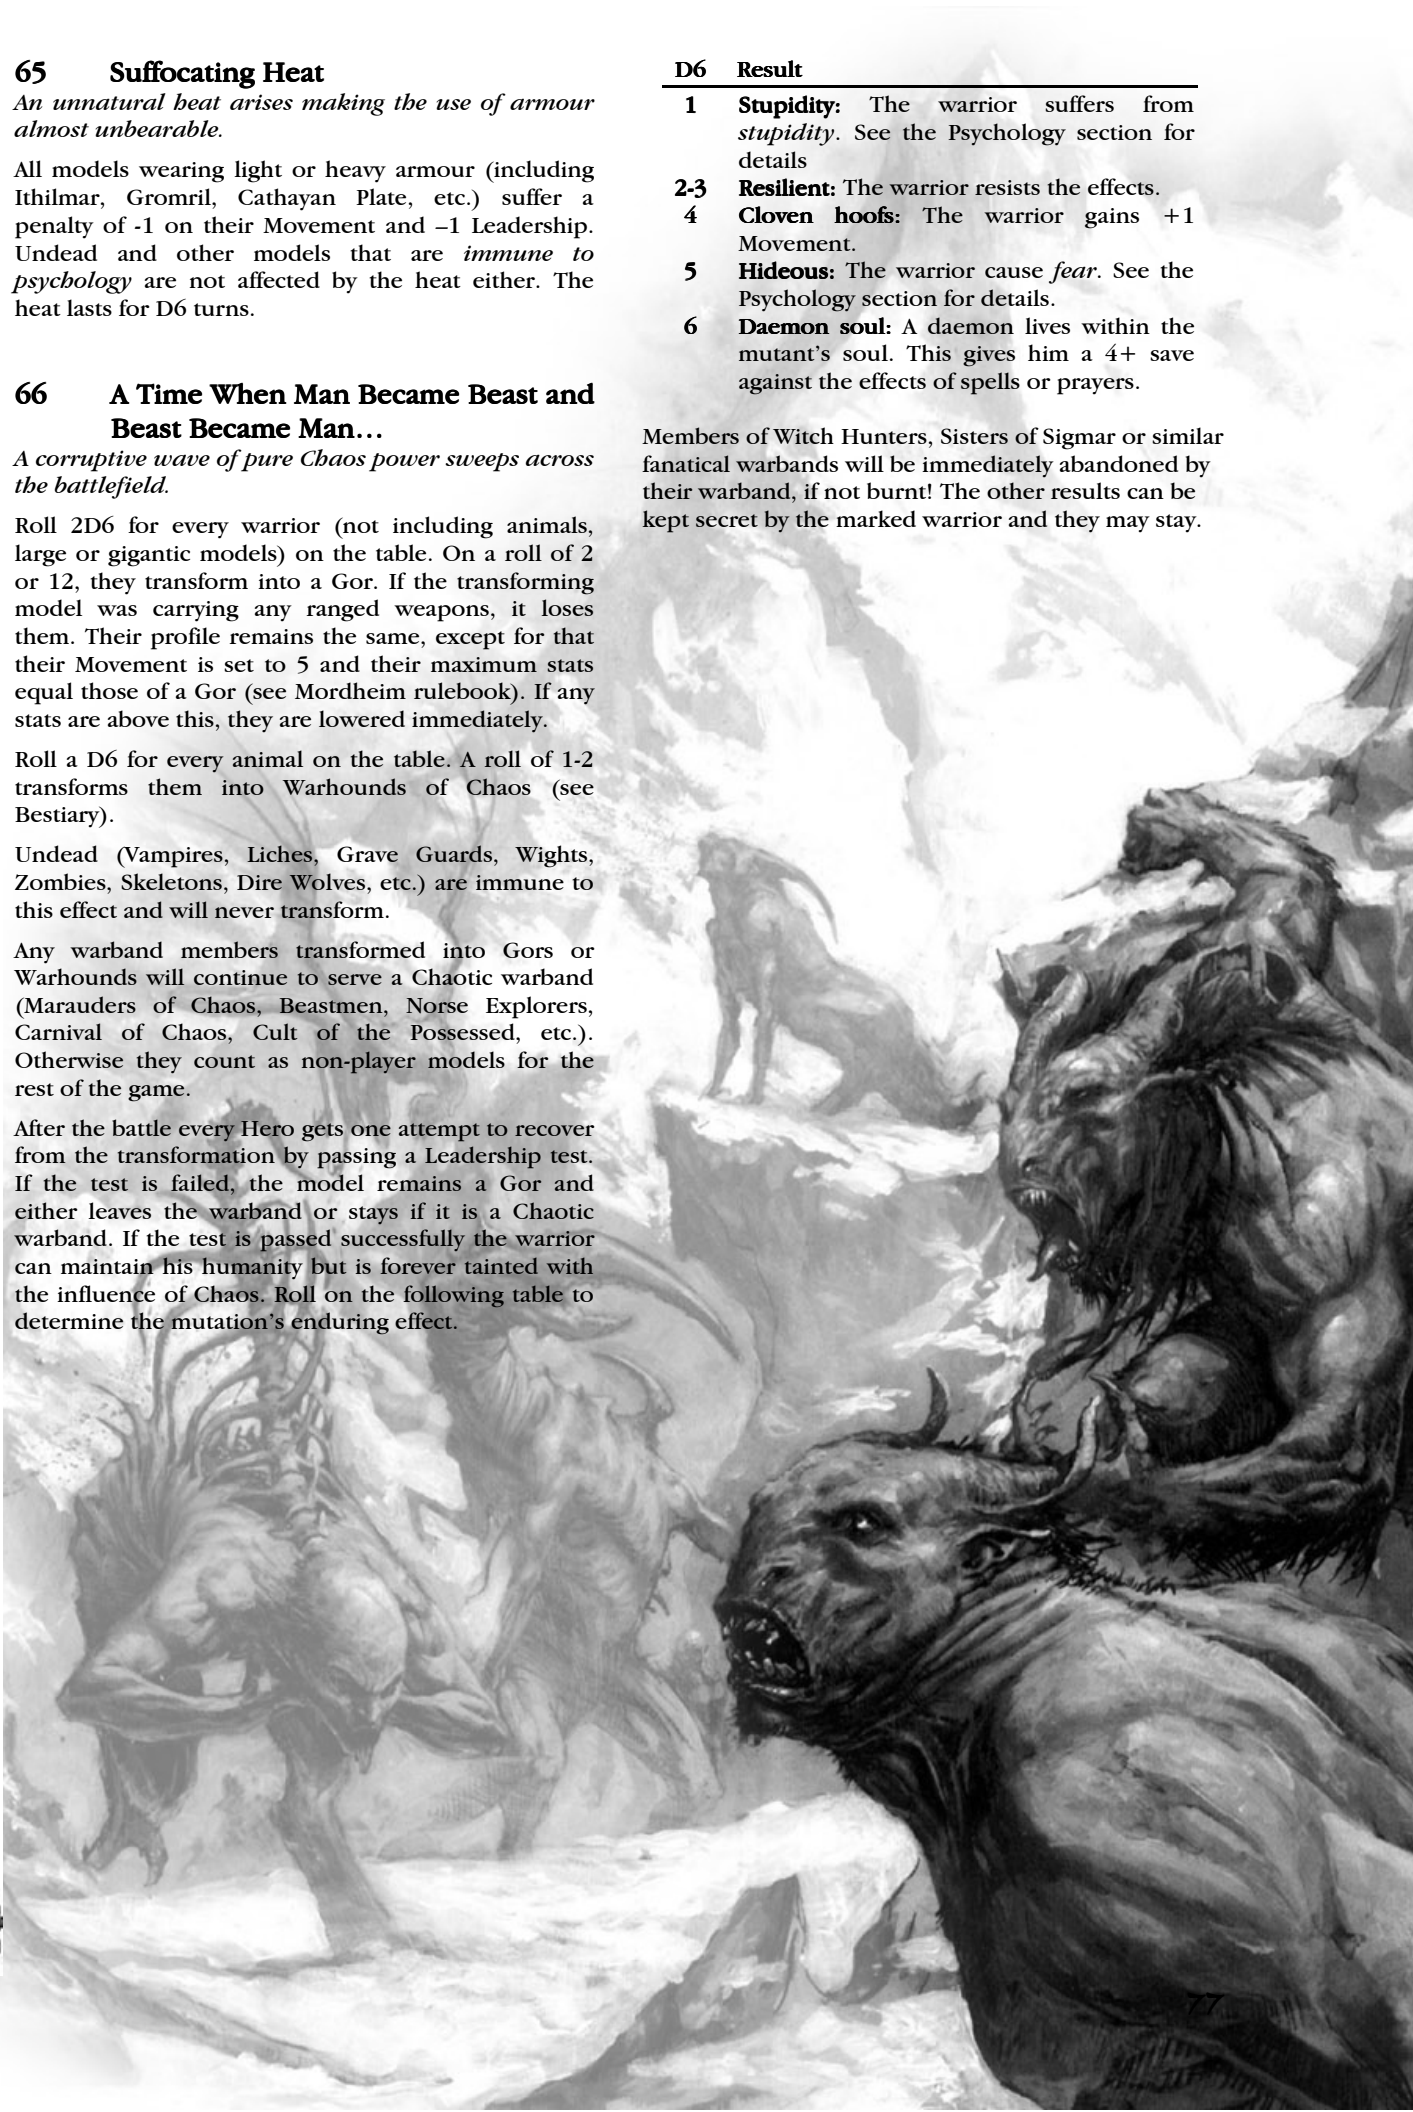 65 Suffocating Heat
An unnatural heat arises making the use of armour
almost unbearable.
All models wearing light or heavy armour (including
Ithilmar, Gromril, Cathayan Plate, etc.) suffer a
penalty of -1 on their Movement and –1 Leadership.
Undead and other models that are immune to
psychology are not affected by the heat either. The
heat lasts for D6 turns.
66 A Time When Man Became Beast and
Beast Became Man…
A corruptive wave of pure Chaos power sweeps across
the battlefield.
Roll 2D6 for every warrior (not including animals,
large or gigantic models) on the table. On a roll of 2
or 12, they transform into a Gor. If the transforming
model was carrying any ranged weapons, it loses
them. Their profile remains the same, except for that
their Movement is set to 5 and their maximum stats
equal those of a Gor (see Mordheim rulebook). If any
stats are above this, they are lowered immediately.
Roll a D6 for every animal on the table. A roll of 1-2
transforms them into Warhounds of Chaos (see
Bestiary).
Undead (Vampires, Liches, Grave Guards, Wights,
Zombies, Skeletons, Dire Wolves, etc.) are immune to
this effect and will never transform.
Any warband members transformed into Gors or
Warhounds will continue to serve a Chaotic warband
(Marauders of Chaos, Beastmen, Norse Explorers,
Carnival of Chaos, Cult of the Possessed, etc.).
Otherwise they count as non-player models for the
rest of the game.
After the battle every Hero gets one attempt to recover
from the transformation by passing a Leadership test.
If the test is failed, the model remains a Gor and
either leaves the warband or stays if it is a Chaotic
warband. If the test is passed successfully the warrior
can maintain his humanity but is forever tainted with
the influence of Chaos. Roll on the following table to
determine the mutation’s enduring effect.
D6 Result
1 Stupidity: The warrior suffers from
stupidity. See the Psychology section for
details
2-3 Resilient: The warrior resists the effects.
4 Cloven hoofs: The warrior gains +1
Movement.
5 Hideous: The warrior cause fear. See the
Psychology section for details.
6 Daemon soul: A daemon lives within the
mutant’s soul. This gives him a 4+ save
against the effects of spells or prayers.
Members of Witch Hunters, Sisters of Sigmar or similar
fanatical warbands will be immediately abandoned by
their warband, if not burnt! The other results can be
kept secret by the marked warrior and they may stay.
77